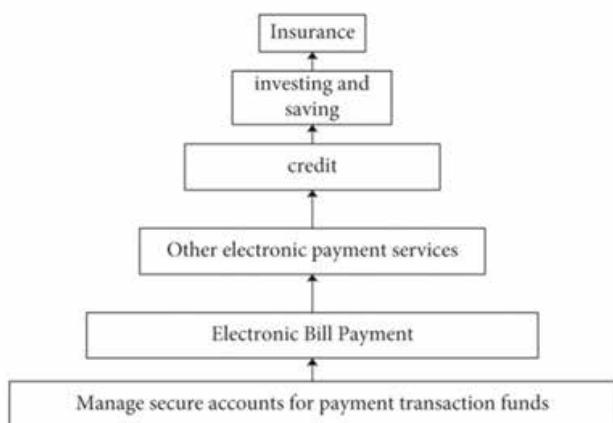 Insurance
investing and
saving
credit
Other electronic payment services
Electronic Bill Payment
Manage secure accounts for payment transaction funds